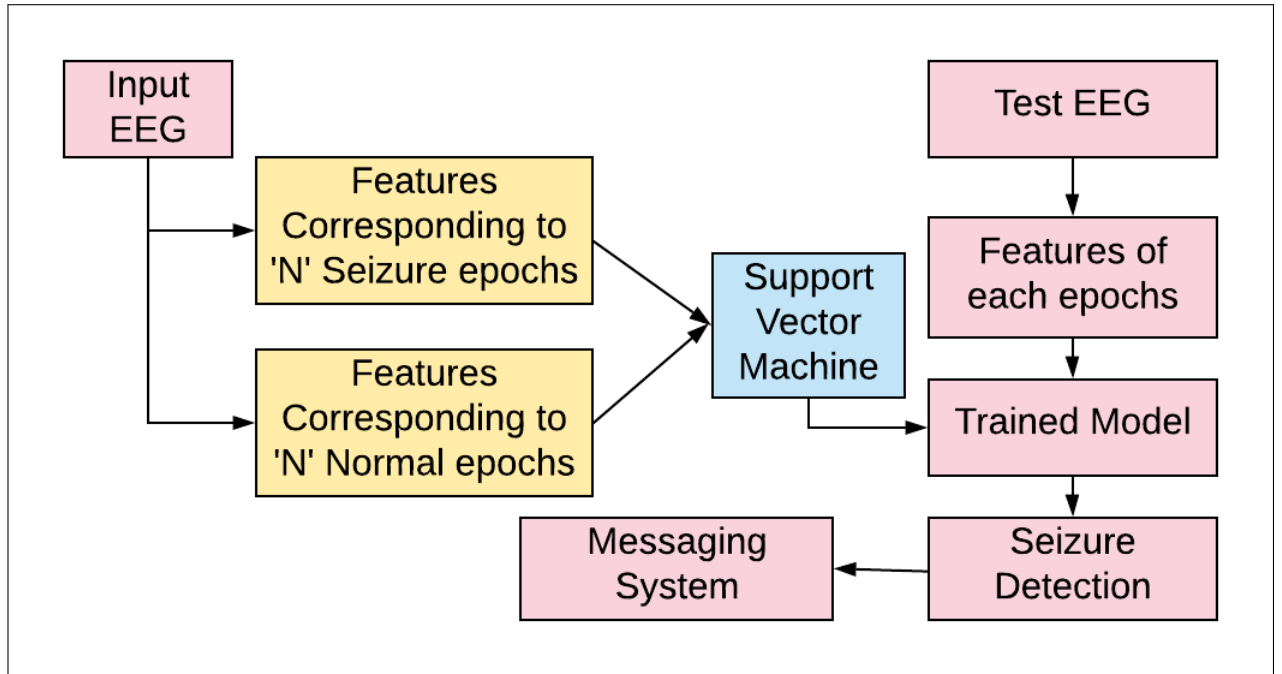 Input
EEG
Features
Corresponding to
'N' Seizure epochs
Features
Corresponding to
'N' Normal epochs
Support
Vector
Machine
Test EEG
Features of
each epochs
Trained Model
Seizure
Detection
Messaging
System